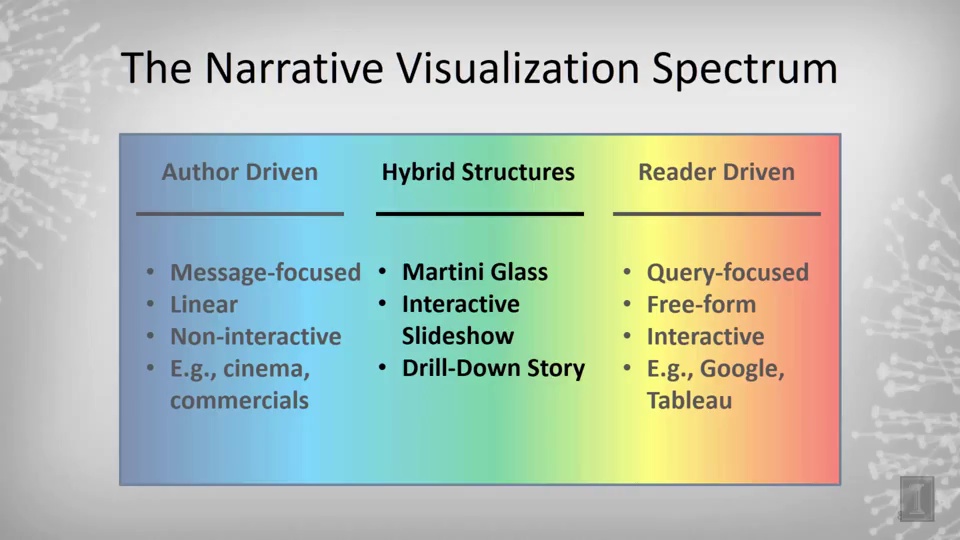 The Narrative Visualization Spectrum
Author Driven
• Message-focused
• Linear
• Non-interactive
• E.g., cinema,
commercials
Hybrid Structures
• Martini Glass
• Interactive
Slideshow
• Drill-Down Story
Reader Driven
• Query-focused
• Free-form
• Interactive
• E.g., Google,
Tableau
I